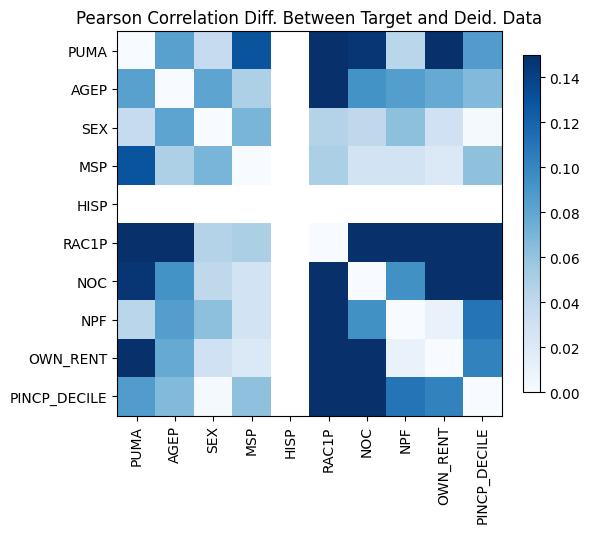 Pearson Correlation Diff. Between Target and Deid. Data
PUMA
AGEP
SEX
MSP
HISP
RAC1P
NOC
NPF
OWN_RENT
PINCP_DECILE
PUMA
AGEP
SEX
MSP
HISP
RAC1P
NOC
NPF
OWN_RENT
PINCP_DECILE
0.14
0.12
0.10
0.08
0.06
0.04
0.02
0.00